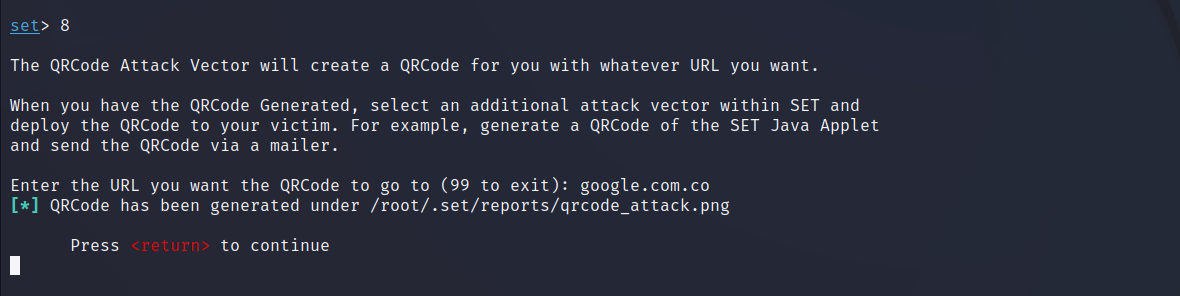 set> 8
The QRCode Attack Vector will create a QRCode for you with whatever URL you want.
When you have the QRCode Generated, select an additional attack vector within SET and
deploy the QRCode to your victim. For example, generate a QRCode of the SET Java Applet
and send the QRCode via a mailer.
Enter the URL you want the QRCode to go to (99 to exit): google.com.co
[*] QRCode has been generated under /root/.set/reports/qrcode_attack.png
Press <return> to continue